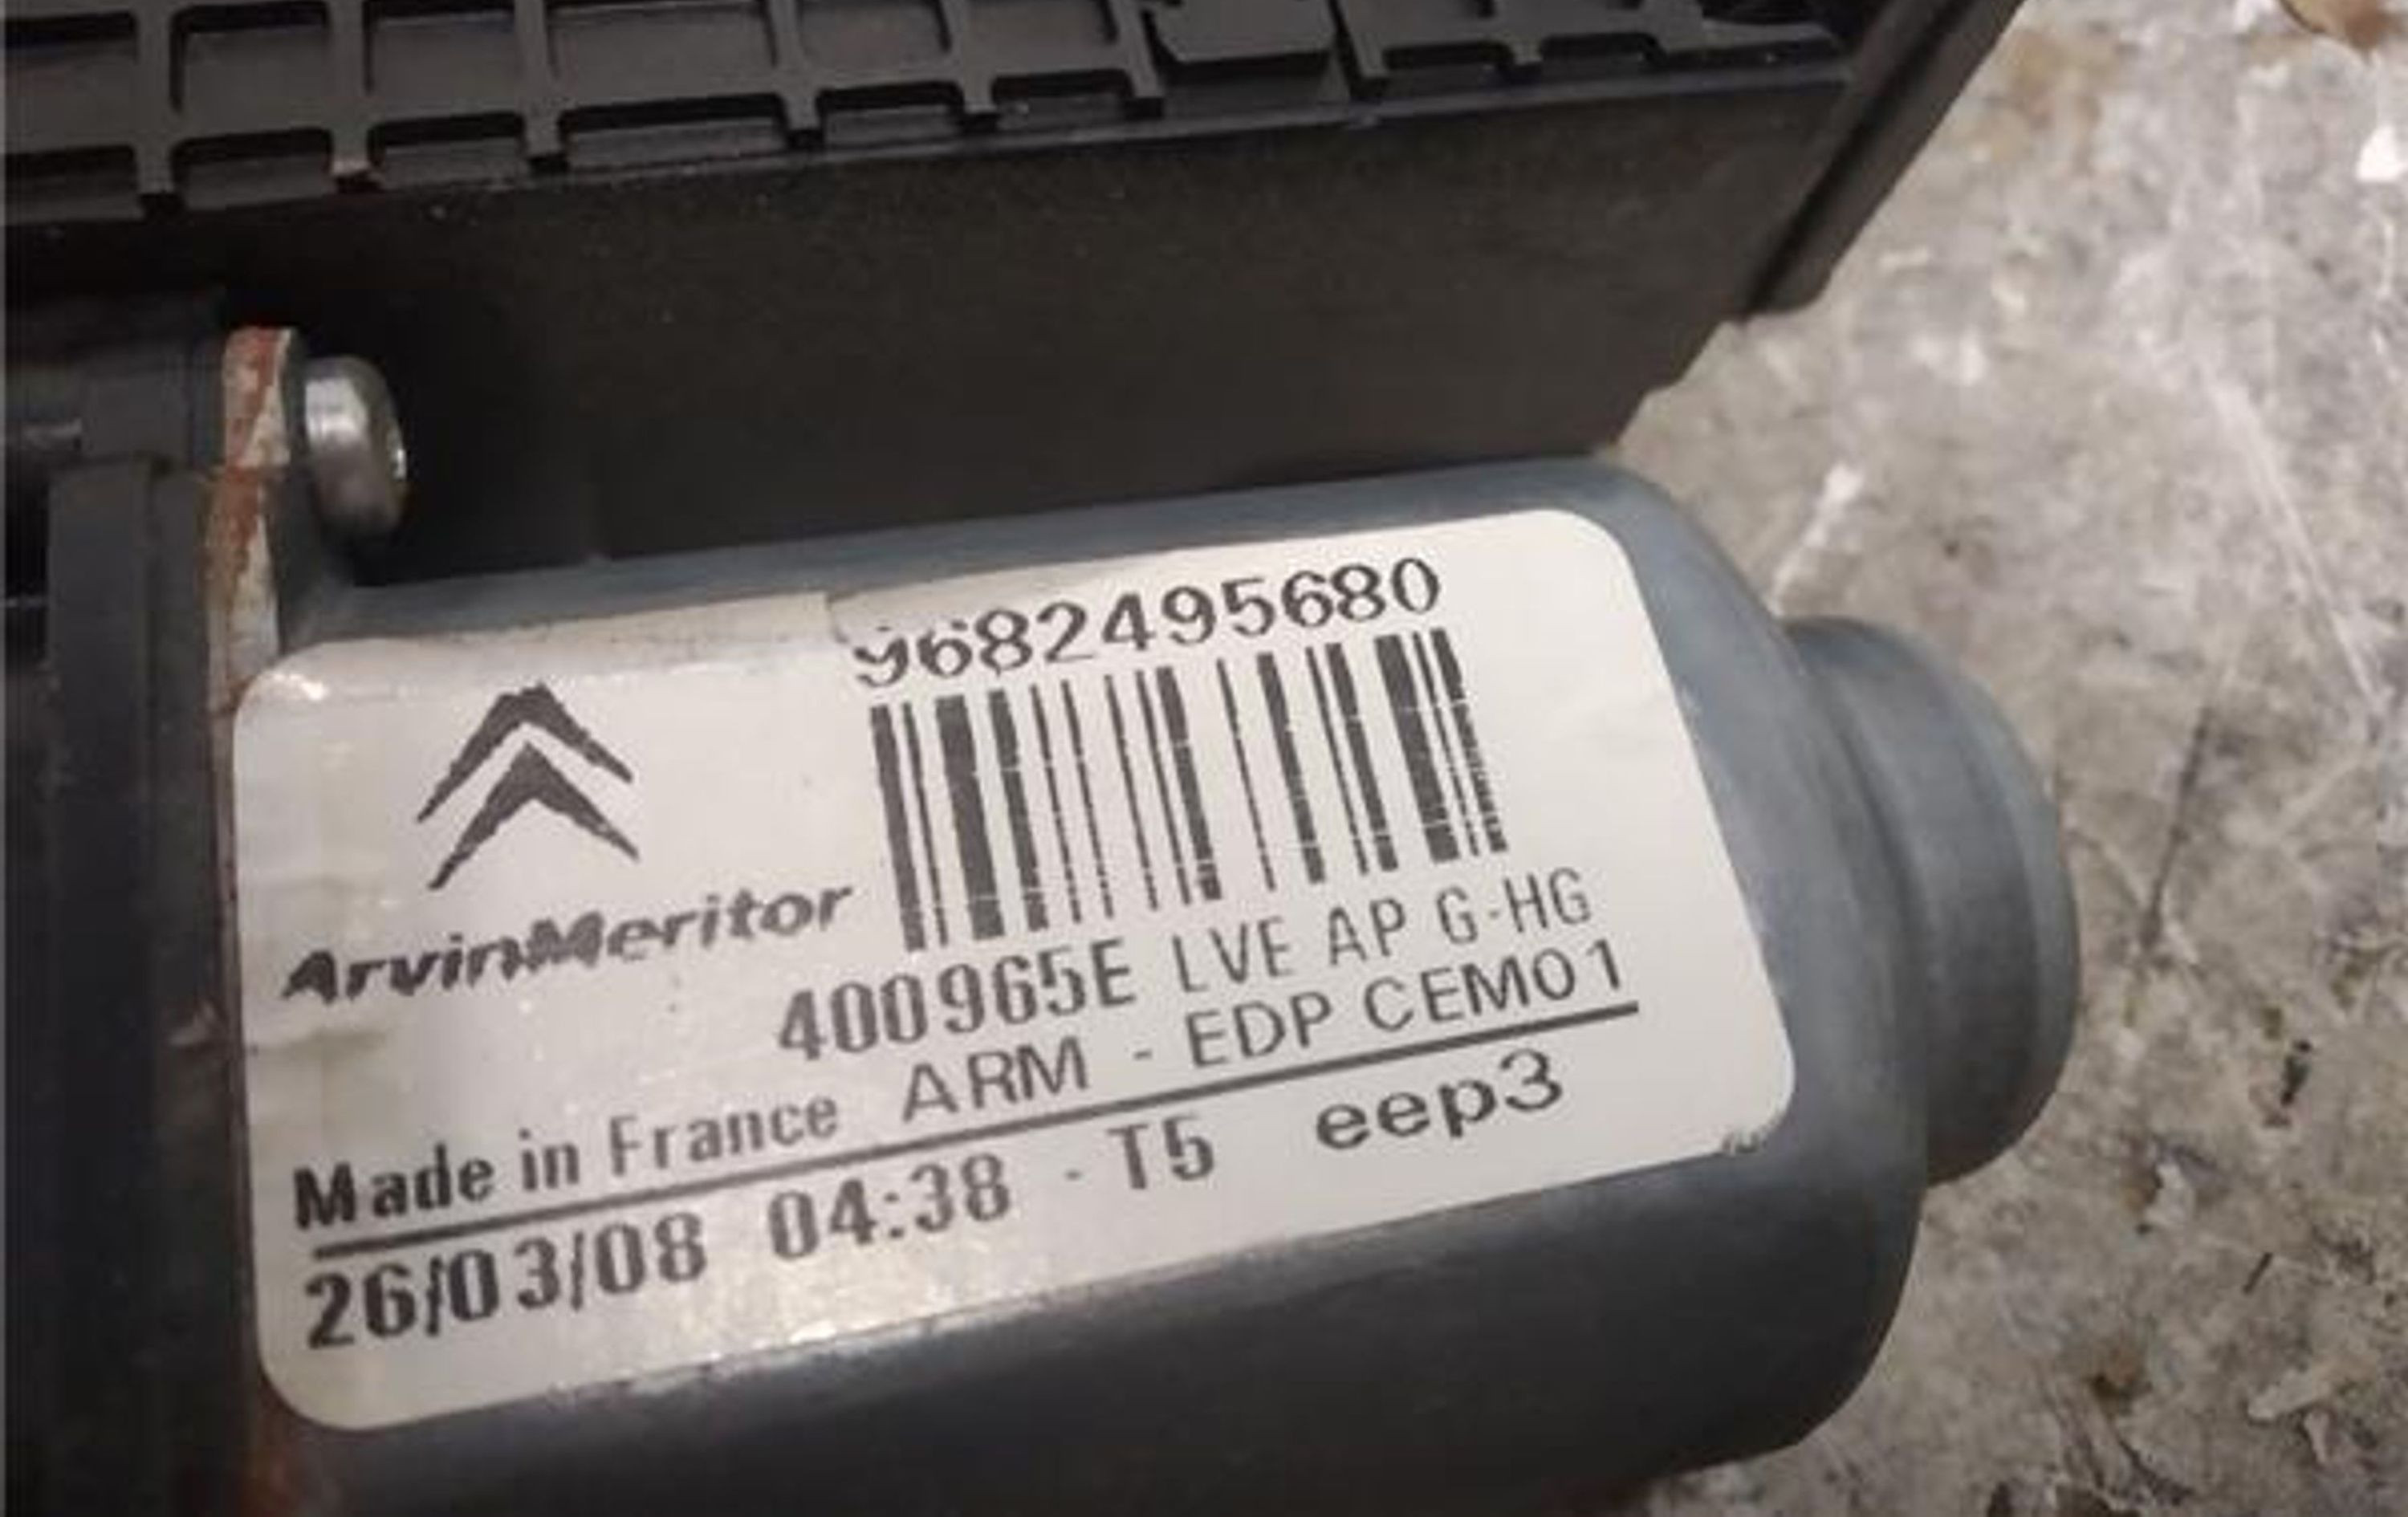 9682495680
ArvinMeritor
400965E LVE AP G-HG
Made in France ARM - EDP CEM01
26/03/08 04:38 - T5 eep3